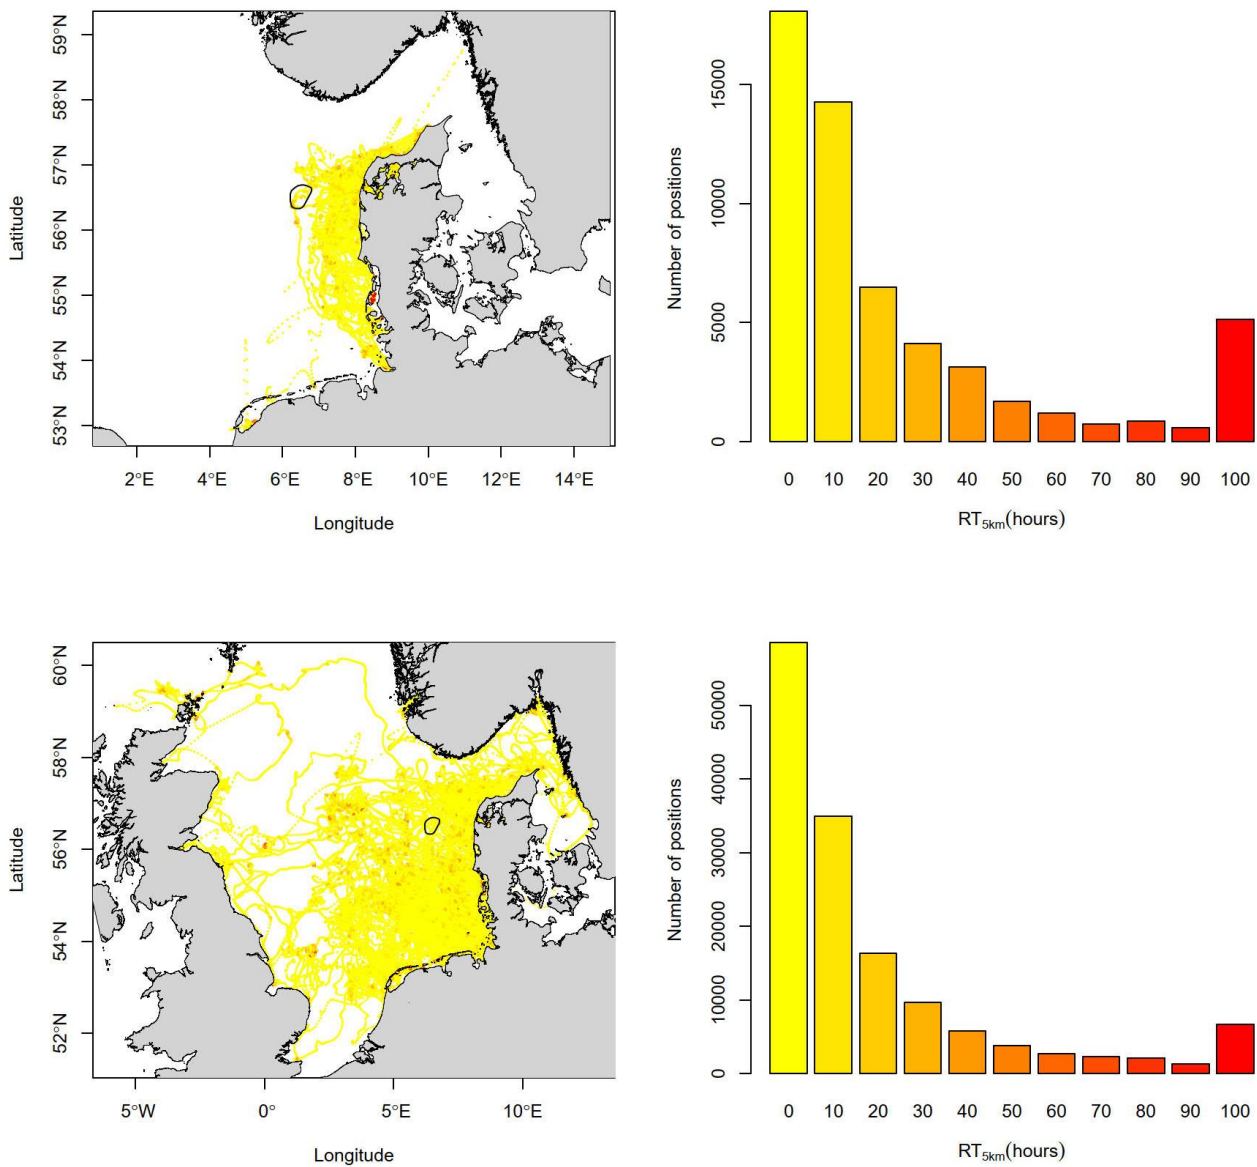 Latitude
59°N
58°N
57°N
56°N
55°N
54°N
53°N
2°E 4°E 6°E 8°E 10°E 12°E 14°E
Longitude
Number of positions
15000
10000
5000
0
0 10 20 30 40 50 60 70 80 90 100
RT5km(hours)
Latitude
60°N
58°N
56°N
54°N
52°N
5°W 0° 5°E 10°E
Longitude
Number of positions
50000
40000
30000
20000
10000
0
0 10 20 30 40 50 60 70 80 90 100
RT5km(hours)